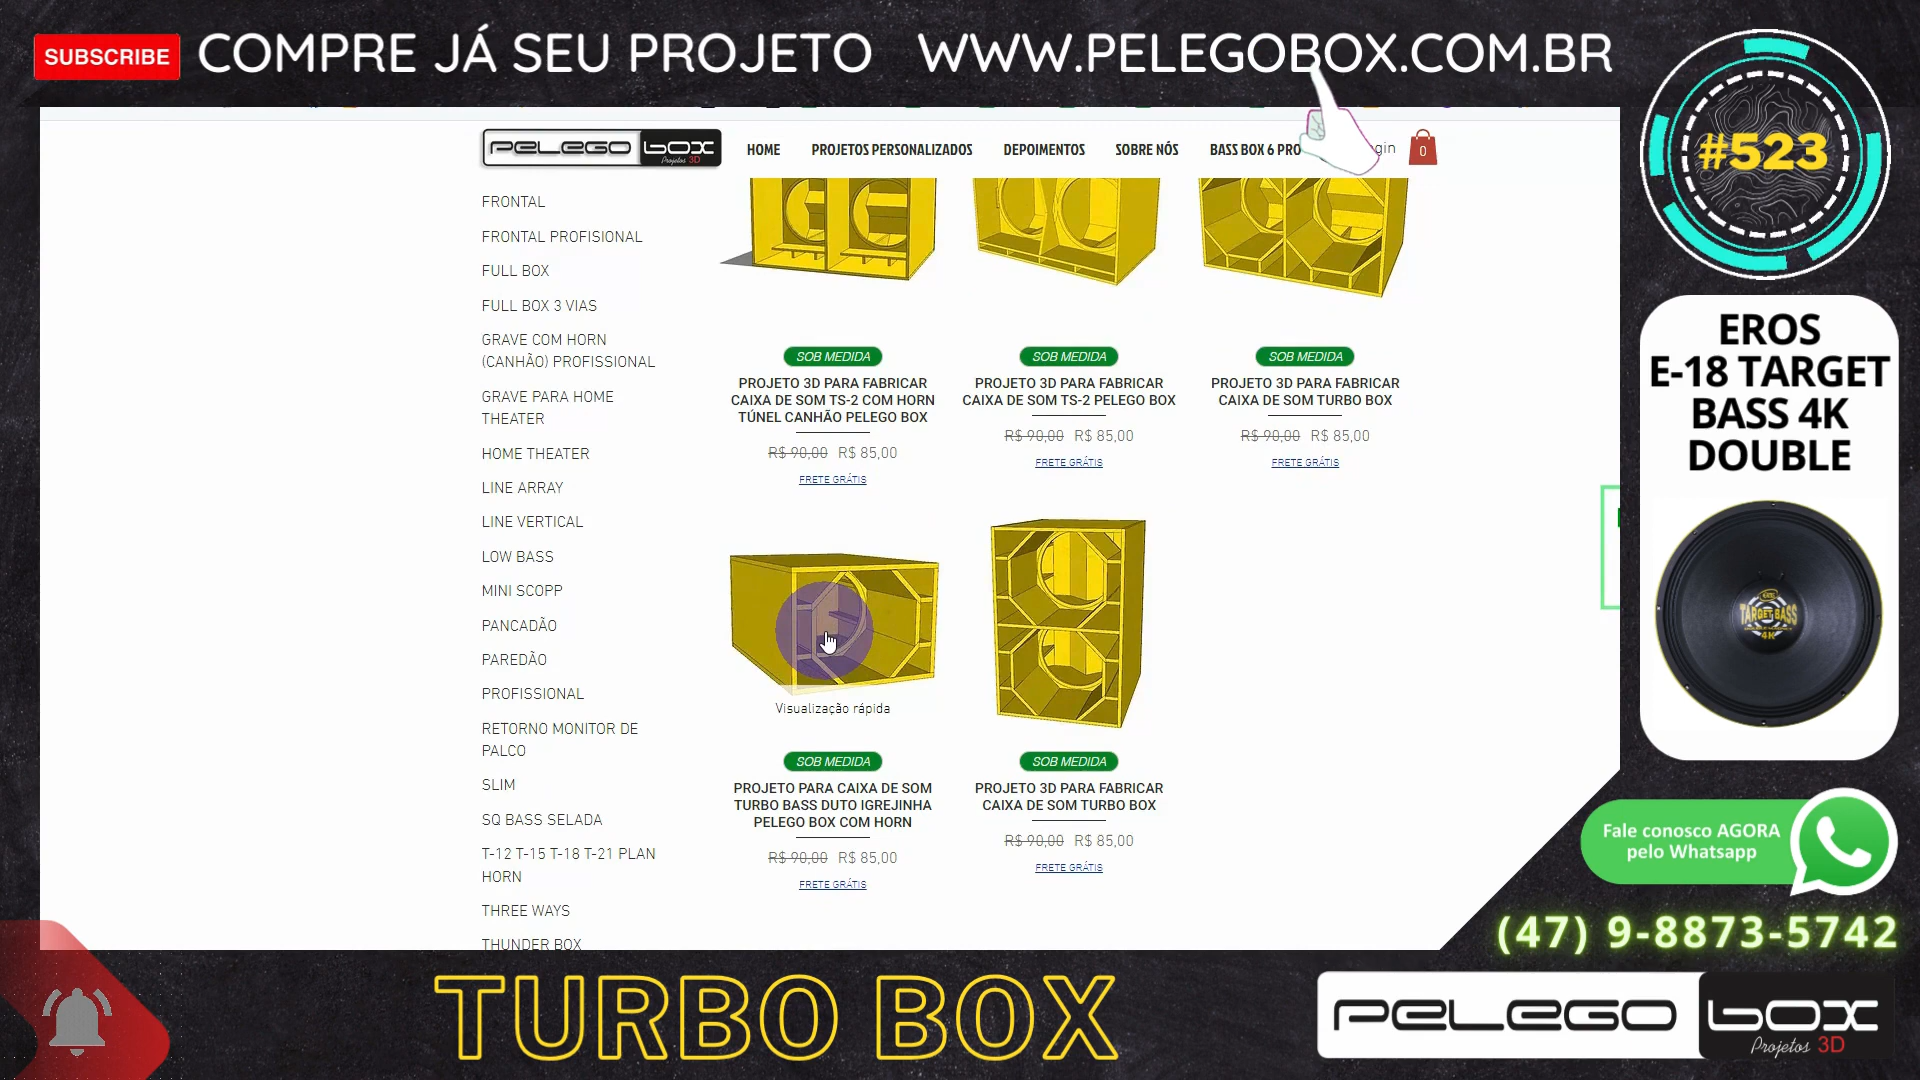 SUBSCRIBE
COMPRE JÁ SEU PROJETO WWW.PELEGOBOX.COM.BR
PELEGO BOX
Projetos 3D
HOME PROJETOS PERSONALIZADOS DEPOIMENTOS SOBRE NÓS BASS BOX 6 PRO
0
FRONTAL
FRONTAL PROFISIONAL
FULL BOX
FULL BOX 3 VIAS
GRAVE COM HORN
(CANHÃO) PROFISSIONAL
GRAVE PARA HOME
THEATER
HOME THEATER
LINE ARRAY
LINE VERTICAL
LOW BASS
MINI SCOPP
PANCADÃO
PAREDÃO
PROFISSIONAL
RETORNO MONITOR DE
PALCO
SLIM
SQ BASS SELADA
T-12 T-15 T-18 T-21 PLAN
HORN
THREE WAYS
THUNDER BOX
SOB MEDIDA
PROJETO 3D PARA FABRICAR
CAIXA DE SOM TS-2 COM HORN
TÚNEL CANHÃO PELEGO BOX
R$ 90,00 R$ 85,00
FRETE GRÁTIS
SOB MEDIDA
PROJETO 3D PARA FABRICAR
CAIXA DE SOM TS-2 PELEGO BOX
R$ 90,00 R$ 85,00
FRETE GRÁTIS
SOB MEDIDA
PROJETO 3D PARA FABRICAR
CAIXA DE SOM TURBO BOX
R$ 90,00 R$ 85,00
FRETE GRÁTIS
Visualização rápida
SOB MEDIDA
PROJETO PARA CAIXA DE SOM
TURBO BASS DUTO IGREJINHA
PELEGO BOX COM HORN
R$ 90,00 R$ 85,00
FRETE GRÁTIS
SOB MEDIDA
PROJETO 3D PARA FABRICAR
CAIXA DE SOM TURBO BOX
R$ 90,00 R$ 85,00
FRETE GRÁTIS
#523
EROS
E-18 TARGET
BASS 4K
DOUBLE
TARGET BASS
4K
Fale conosco AGORA
pelo Whatsapp
(47) 9-8873-5742
TURBO BOX
PELEGO BOX
Projetos 3D